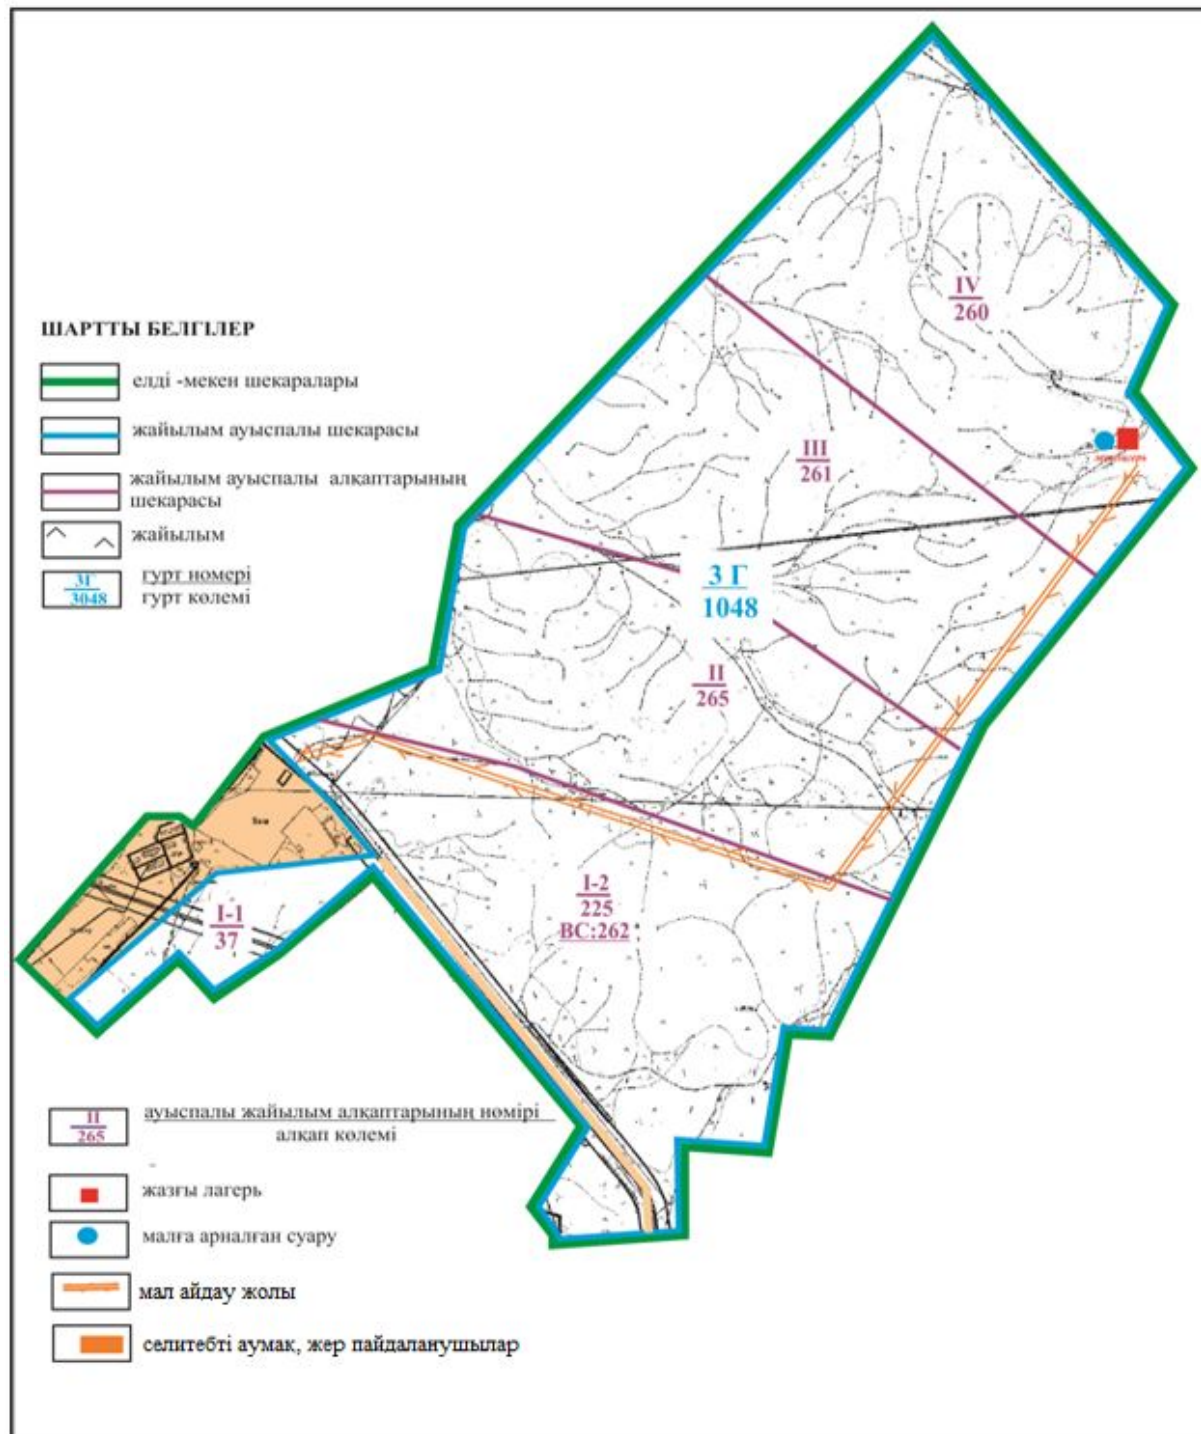 IV
260
III
261
ШАРТТЫ БЕЛГІЛЕР
елді -мекен шекаралары
жайылым ауыспалы шекарасы
жайылым ауыспалы алқаптарының
шекарасы
жайылым
3Г
3048
гурт номері
гурт көлемі
3 Г
1048
II
265
I-2
225
ВС:262
I-1
37
II
265
ауыспалы жайылым алқаптарының нөмірі
алқап көлемі
жазғы лагерь
малға арналған суару
мал айдау жолы
селитебті аумақ, жер пайдаланушылар